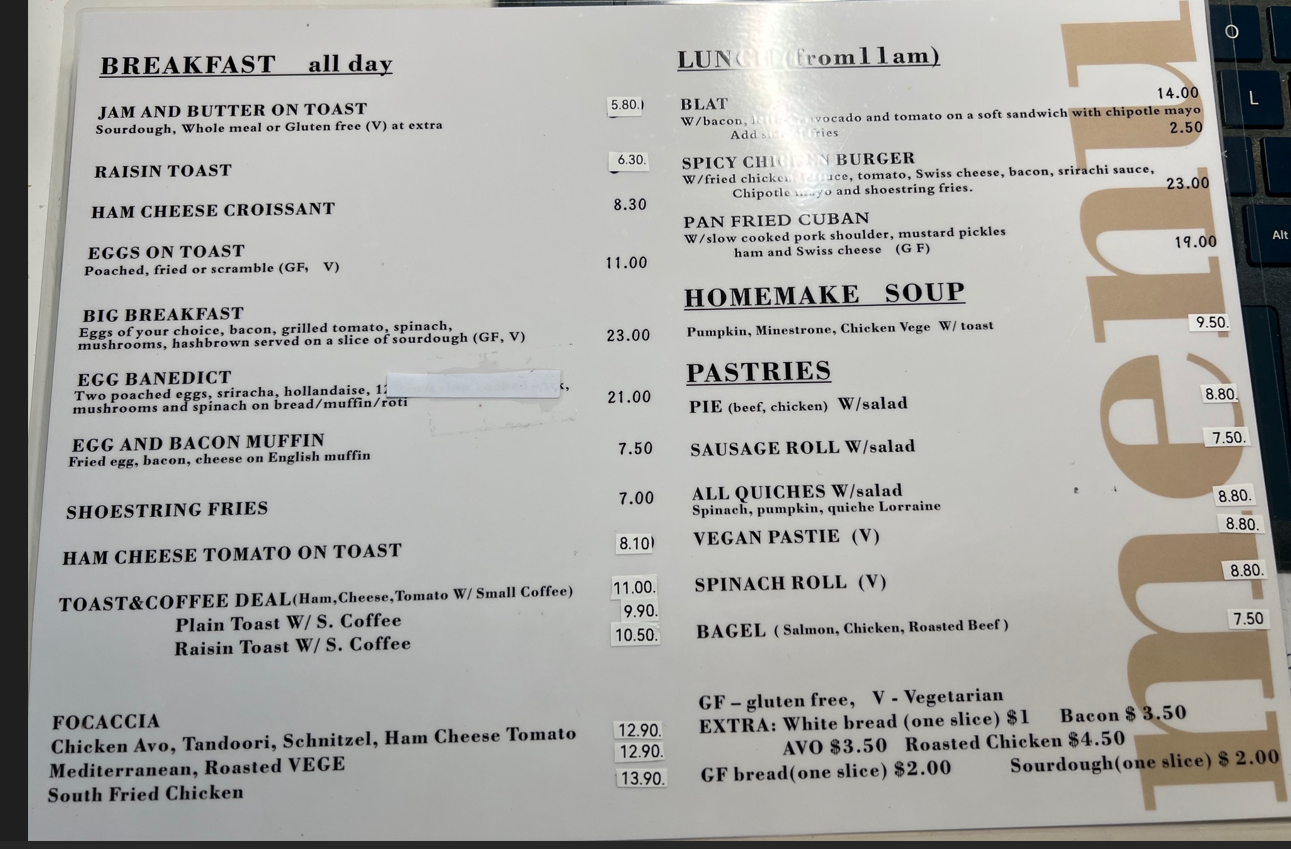 BREAKFAST all day
JAM AND BUTTER ON TOAST 5.80.
Sourdough, Whole meal or Gluten free (V) at extra
RAISIN TOAST 6.30.
HAM CHEESE CROISSANT 8.30
EGGS ON TOAST
Poached, fried or scramble (GF, V) 11.00
BIG BREAKFAST
Eggs of your choice, bacon, grilled tomato, spinach,
mushrooms, hashbrown served on a slice of sourdough (GF, V) 23.00
EGG BANEDICT
Two poached eggs, sriracha, hollandaise,
mushrooms and spinach on bread/muffin/roti 21.00
EGG AND BACON MUFFIN
Fried egg, bacon, cheese on English muffin 7.50
SHOESTRING FRIES 7.00
HAM CHEESE TOMATO ON TOAST 8.10
TOAST&COFFEE DEAL(Ham,Cheese,Tomato W/ Small Coffee) 11.00.
Plain Toast W/ S. Coffee 9.90.
Raisin Toast W/ S. Coffee 10.50.
FOCACCIA
Chicken Avo, Tandoori, Schnitzel, Ham Cheese Tomato 12.90.
Mediterranean, Roasted VEGE 12.90.
South Fried Chicken 13.90.
LUNCH (from11am)
BLAT 14.00
W/bacon, avocado and tomato on a soft sandwich with chipotle mayo
Add fries 2.50
SPICY CHICKEN BURGER
W/fried chicken, lettuce, tomato, Swiss cheese, bacon, srirachi sauce,
Chipotle mayo and shoestring fries. 23.00
PAN FRIED CUBAN
W/slow cooked pork shoulder, mustard pickles
ham and Swiss cheese (G F) 19.00
HOMEMAKE SOUP
Pumpkin, Minestrone, Chicken Vege W/ toast 9.50.
PASTRIES
PIE (beef, chicken) W/salad 8.80.
SAUSAGE ROLL W/salad 7.50.
ALL QUICHES W/salad 8.80.
Spinach, pumpkin, quiche Lorraine
VEGAN PASTIE (V) 8.80.
SPINACH ROLL (V) 8.80.
BAGEL ( Salmon, Chicken, Roasted Beef ) 7.50
GF – gluten free, V - Vegetarian
EXTRA: White bread (one slice) $1 Bacon $ 3.50
AVO $3.50 Roasted Chicken $4.50
GF bread(one slice) $2.00 Sourdough(one slice) $ 2.00
menu
O
L
Alt